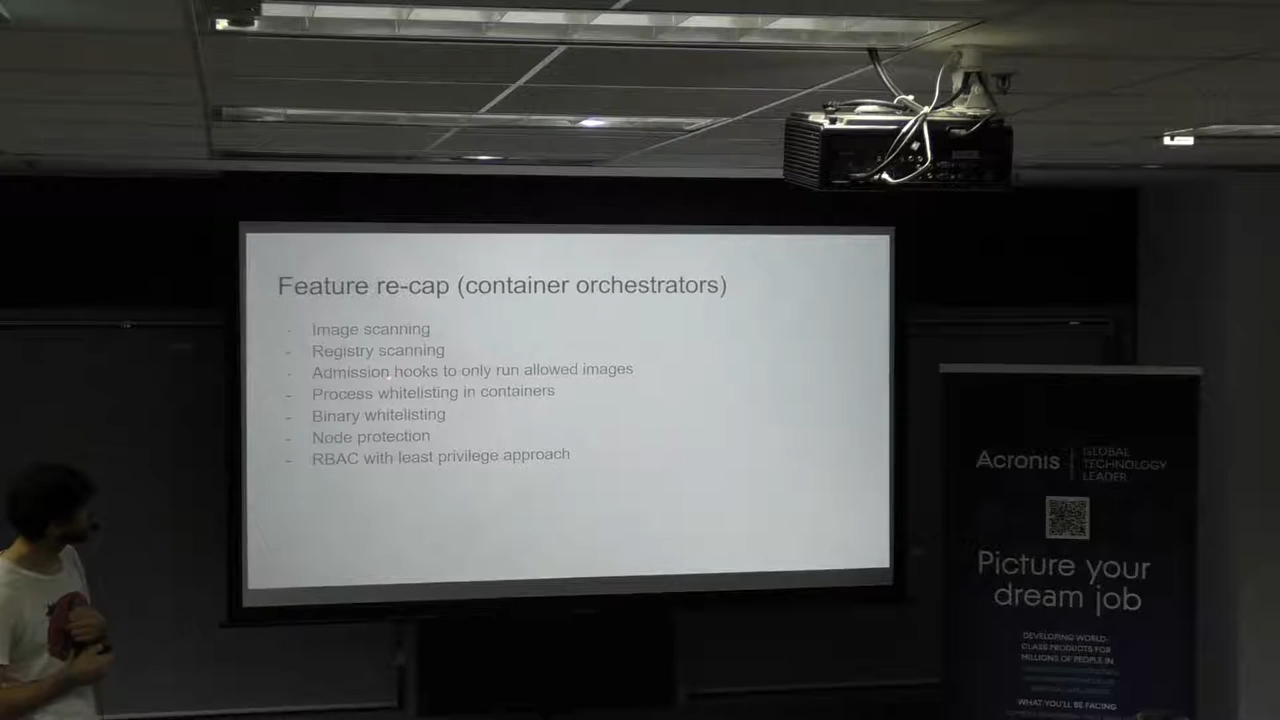 Feature re-cap (container orchestrators)
- Image scanning
- Registry scanning
- Admission hooks to only run allowed images
- Process whitelisting in containers
- Binary whitelisting
- Node protection
- RBAC with least privilege approach
Acronis
GLOBAL
TECHNOLOGY
LEADER
Picture your
dream job
DEVELOPING WORLD-
CLASS PRODUCTS FOR
MILLIONS OF PEOPLE IN
WHAT YOU'LL BE FACING